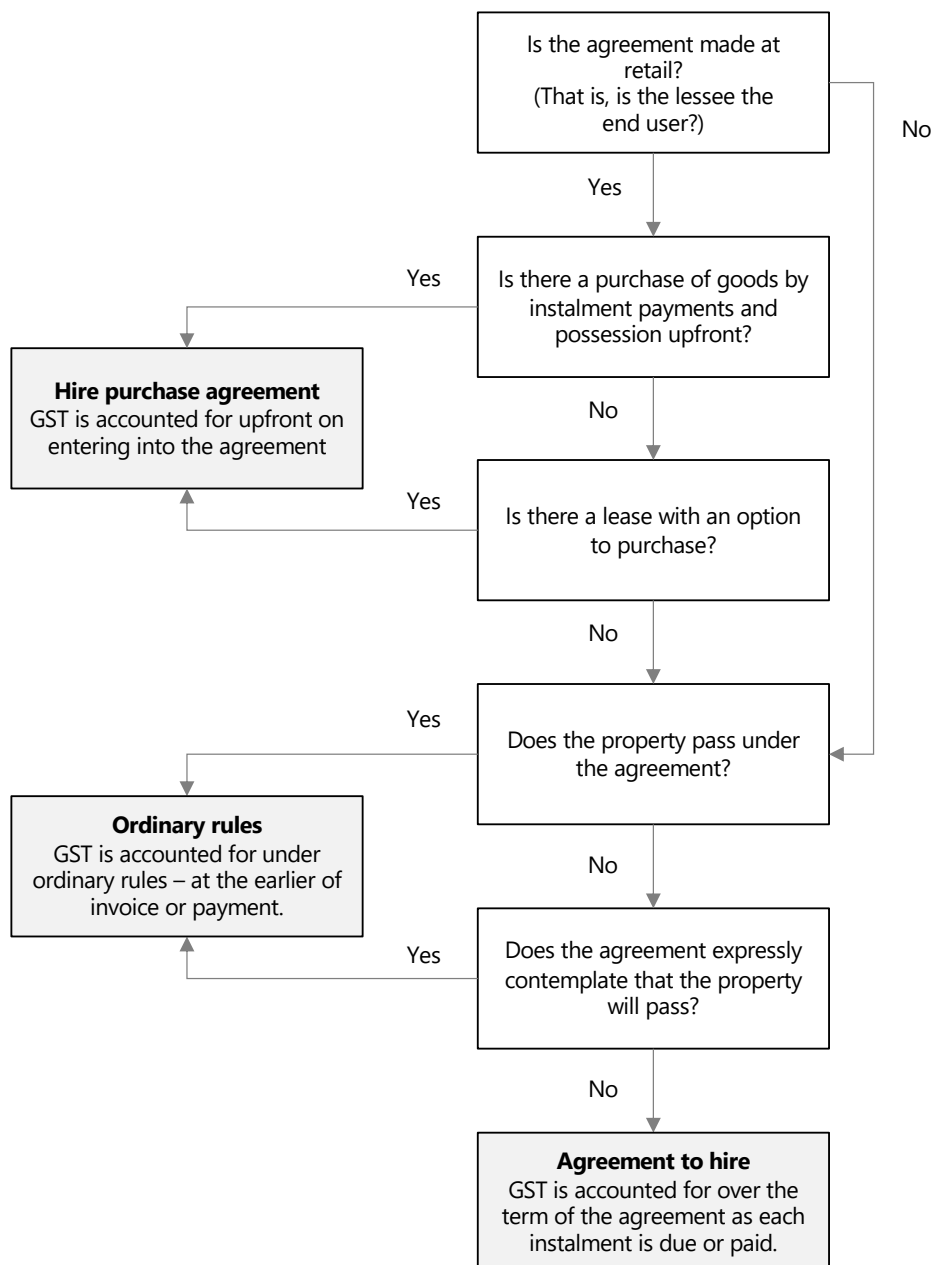 Is the agreement made at
retail?
(That is, is the lessee the
end user?)
No
Yes
Yes
Is there a purchase of goods by
instalment payments and
possession upfront?
Hire purchase agreement
GST is accounted for upfront on
entering into the agreement
No
Yes
Is there a lease with an option
to purchase?
No
Yes
Does the property pass under
the agreement?
Ordinary rules
GST is accounted for under
ordinary rules – at the earlier of
invoice or payment.
No
Yes
Does the agreement expressly
contemplate that the property
will pass?
No
Agreement to hire
GST is accounted for over the
term of the agreement as each
instalment is due or paid.